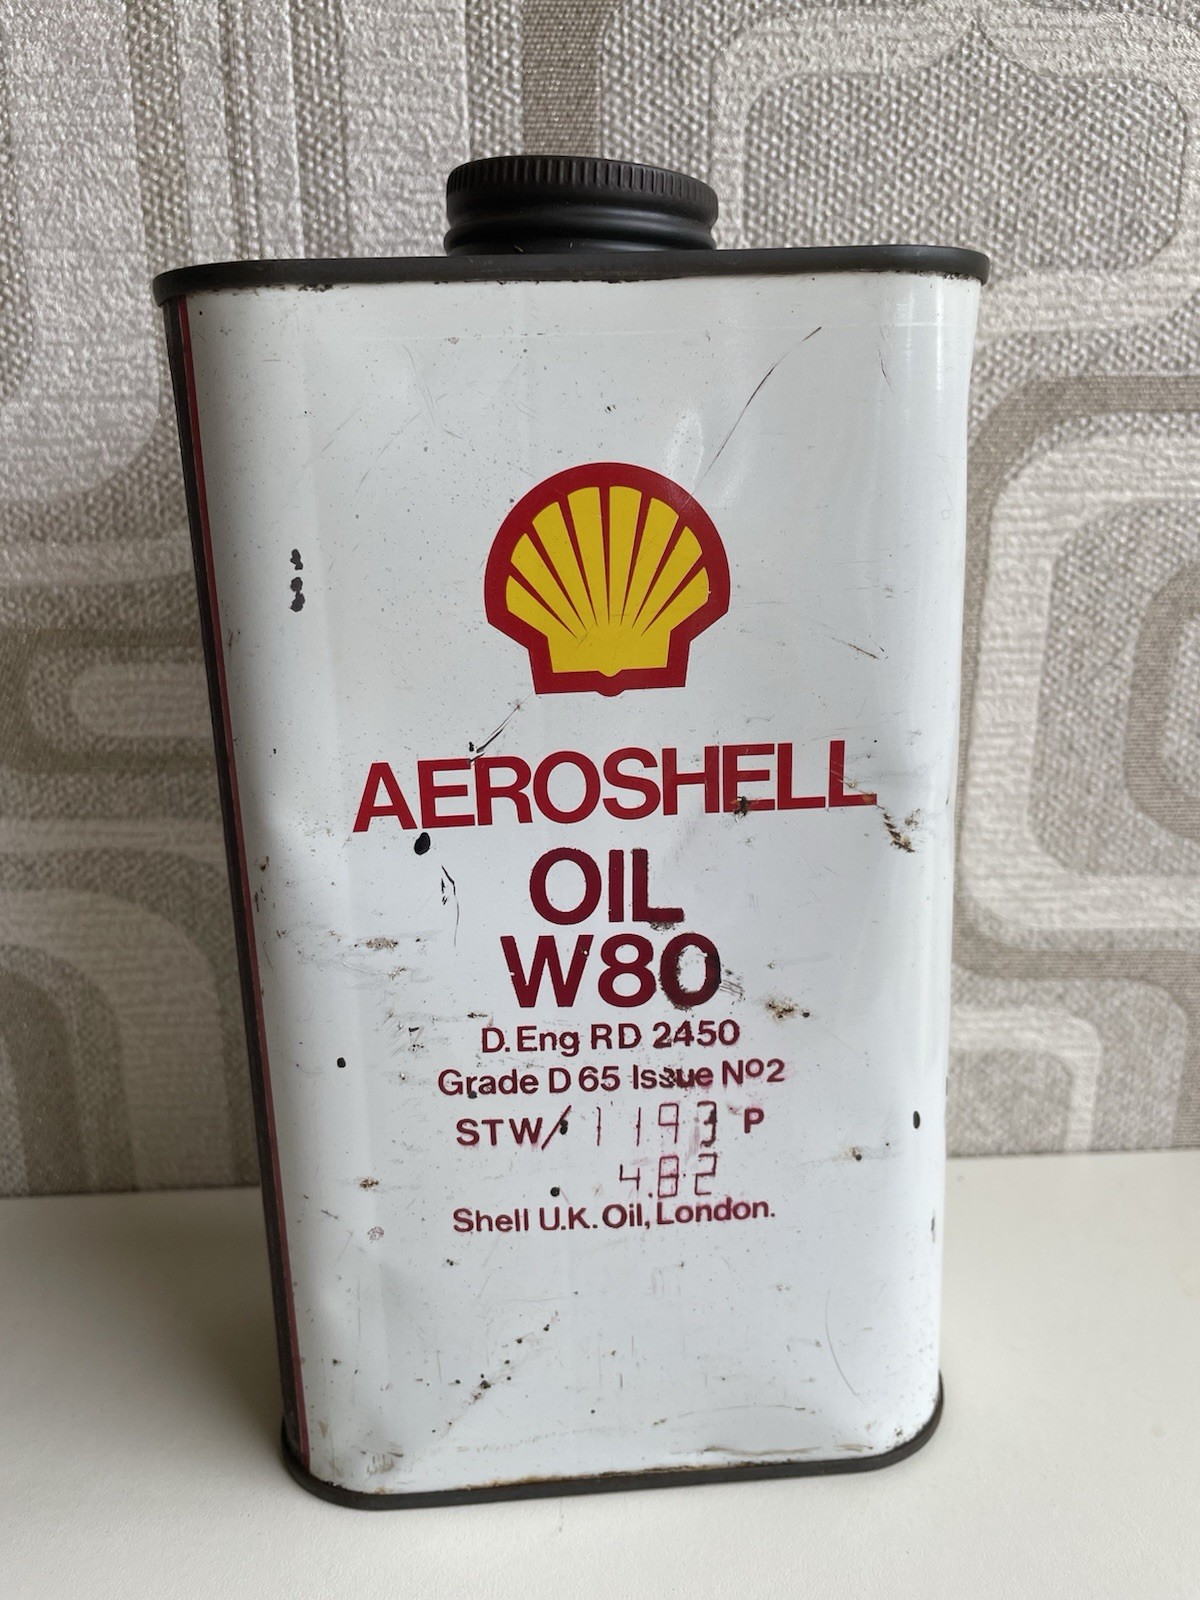 AEROSHELL
OIL
W80
D. Eng RD 2450
Grade D 65 Issue Nº2
STW/ 1193 P
4.82
Shell U.K. Oil, London.